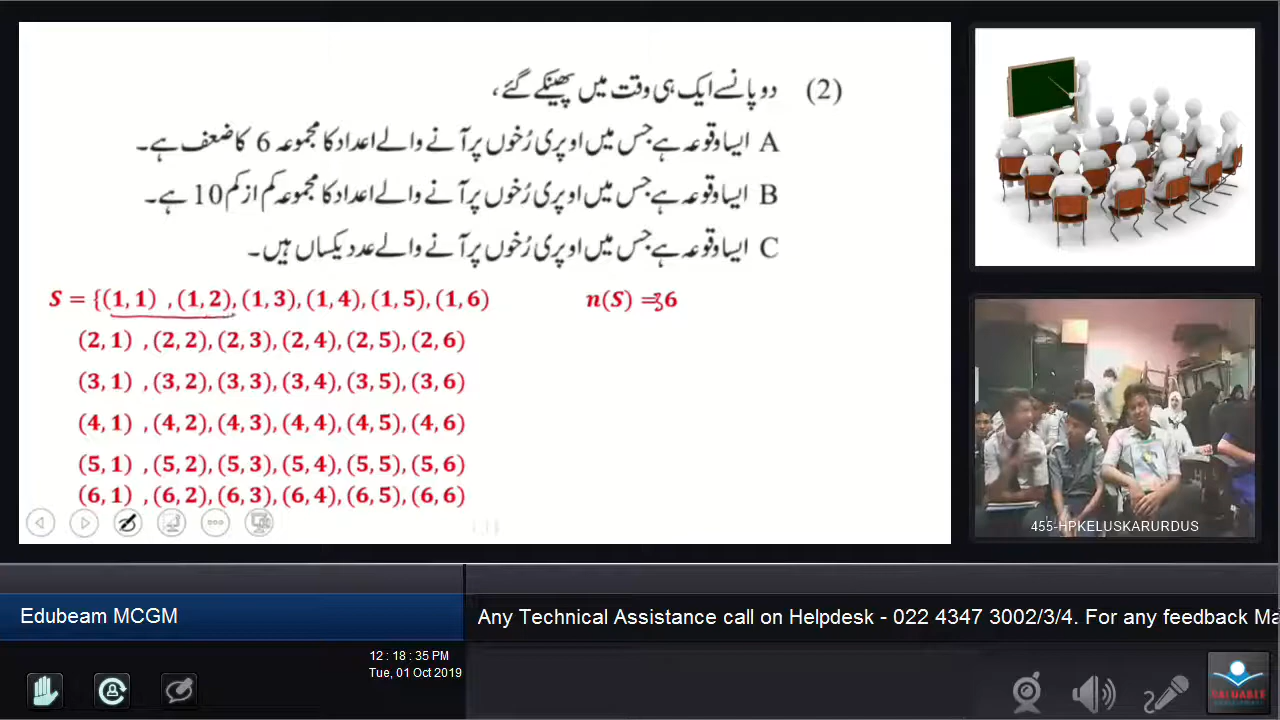 (2) دو پانسے ایک ہی وقت میں پھینکے گئے،
A ایسا وقوعہ ہے جس میں اوپری رُخوں پر آنے والے اعداد کا مجموعہ 6 کا ضعف ہے۔
B ایسا وقوعہ ہے جس میں اوپری رُخوں پر آنے والے اعداد کا مجموعہ کم از کم 10 ہے۔
C ایسا وقوعہ ہے جس میں اوپری رُخوں پر آنے والے عدد یکساں ہیں۔
S = {(1, 1) , (1, 2), (1, 3), (1, 4), (1, 5), (1, 6) n(S) = 36
(2, 1) , (2, 2), (2, 3), (2, 4), (2, 5), (2, 6)
(3, 1) , (3, 2), (3, 3), (3, 4), (3, 5), (3, 6)
(4, 1) , (4, 2), (4, 3), (4, 4), (4, 5), (4, 6)
(5, 1) , (5, 2), (5, 3), (5, 4), (5, 5), (5, 6)
(6, 1) , (6, 2), (6, 3), (6, 4), (6, 5), (6, 6)
455-HPKELUSKARURDUS
Edubeam MCGM
Any Technical Assistance call on Helpdesk - 022 4347 3002/3/4. For any feedback Ma
12 : 18 : 35 PM
Tue, 01 Oct 2019
VALUABLE